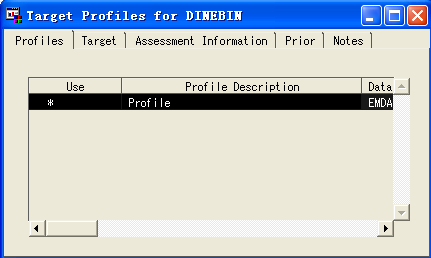 Target Profiles for DINEBIN
Profiles Target Assessment Information Prior Notes
Use Profile Description Data
* Profile EMDA